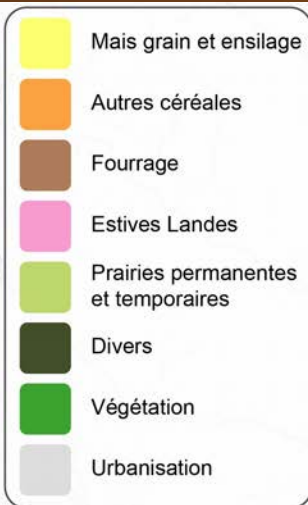 Mais grain et ensilage
Autres céréales
Fourrage
Estives Landes
Prairies permanentes
et temporaires
Divers
Végétation
Urbanisation